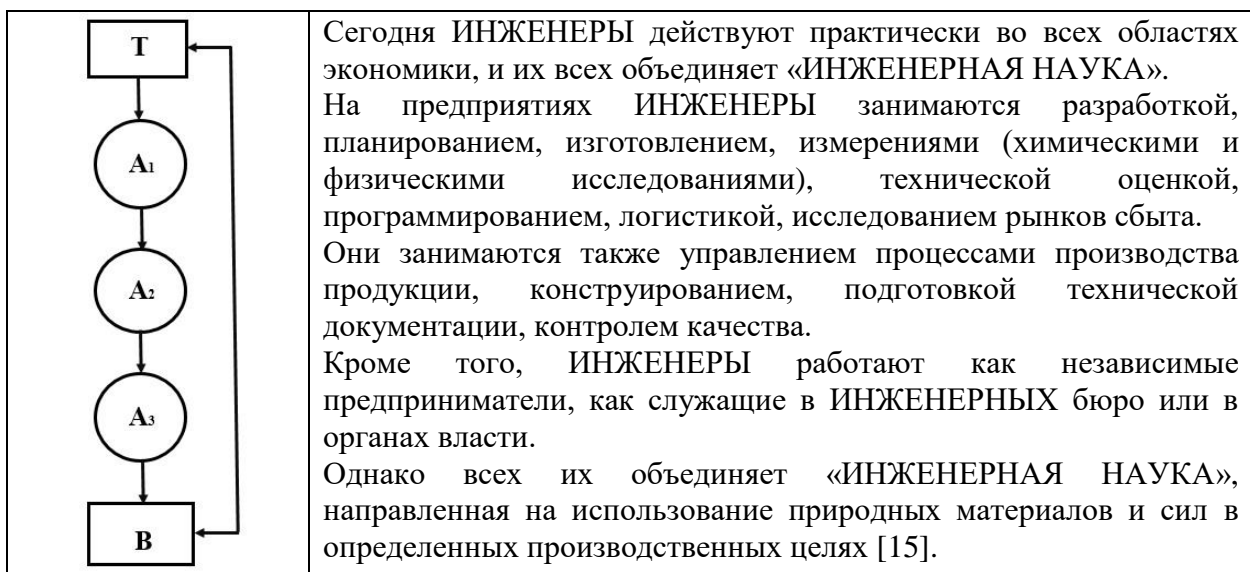 T
A1
A2
A3
B
Сегодня ИНЖЕНЕРЫ действуют практически во всех областях
экономики, и их всех объединяет «ИНЖЕНЕРНАЯ НАУКА».
На предприятиях ИНЖЕНЕРЫ занимаются разработкой,
планированием, изготовлением, измерениями (химическими и
физическими исследованиями), технической оценкой,
программированием, логистикой, исследованием рынков сбыта.
Они занимаются также управлением процессами производства
продукции, конструированием, подготовкой технической
документации, контролем качества.
Кроме того, ИНЖЕНЕРЫ работают как независимые
предприниматели, как служащие в ИНЖЕНЕРНЫХ бюро или в
органах власти.
Однако всех их объединяет «ИНЖЕНЕРНАЯ НАУКА»,
направленная на использование природных материалов и сил в
определенных производственных целях [15].